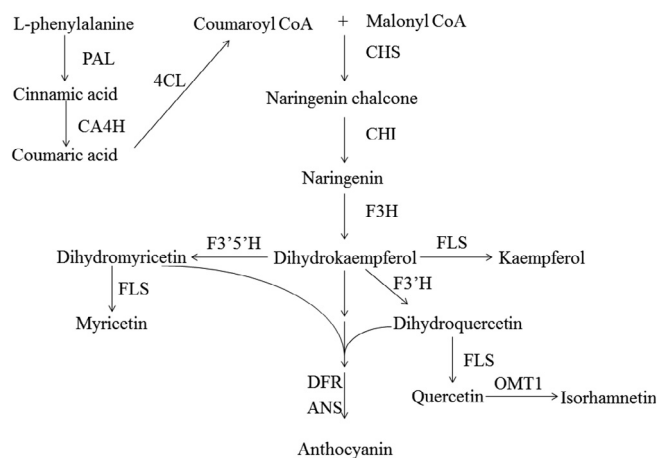 L-phenylalanine
Coumaroyl CoA + Malonyl CoA
PAL
CHS
4CL
Cinnamic acid
Naringenin chalcone
CA4H
CHI
Coumaric acid
Naringenin
F3H
F3’5’H
FLS
Dihydromyricetin
Dihydrokaempferol
Kaempferol
FLS
F3’H
Myricetin
Dihydroquercetin
FLS
DFR
OMT1
ANS
Quercetin
Isorhamnetin
Anthocyanin